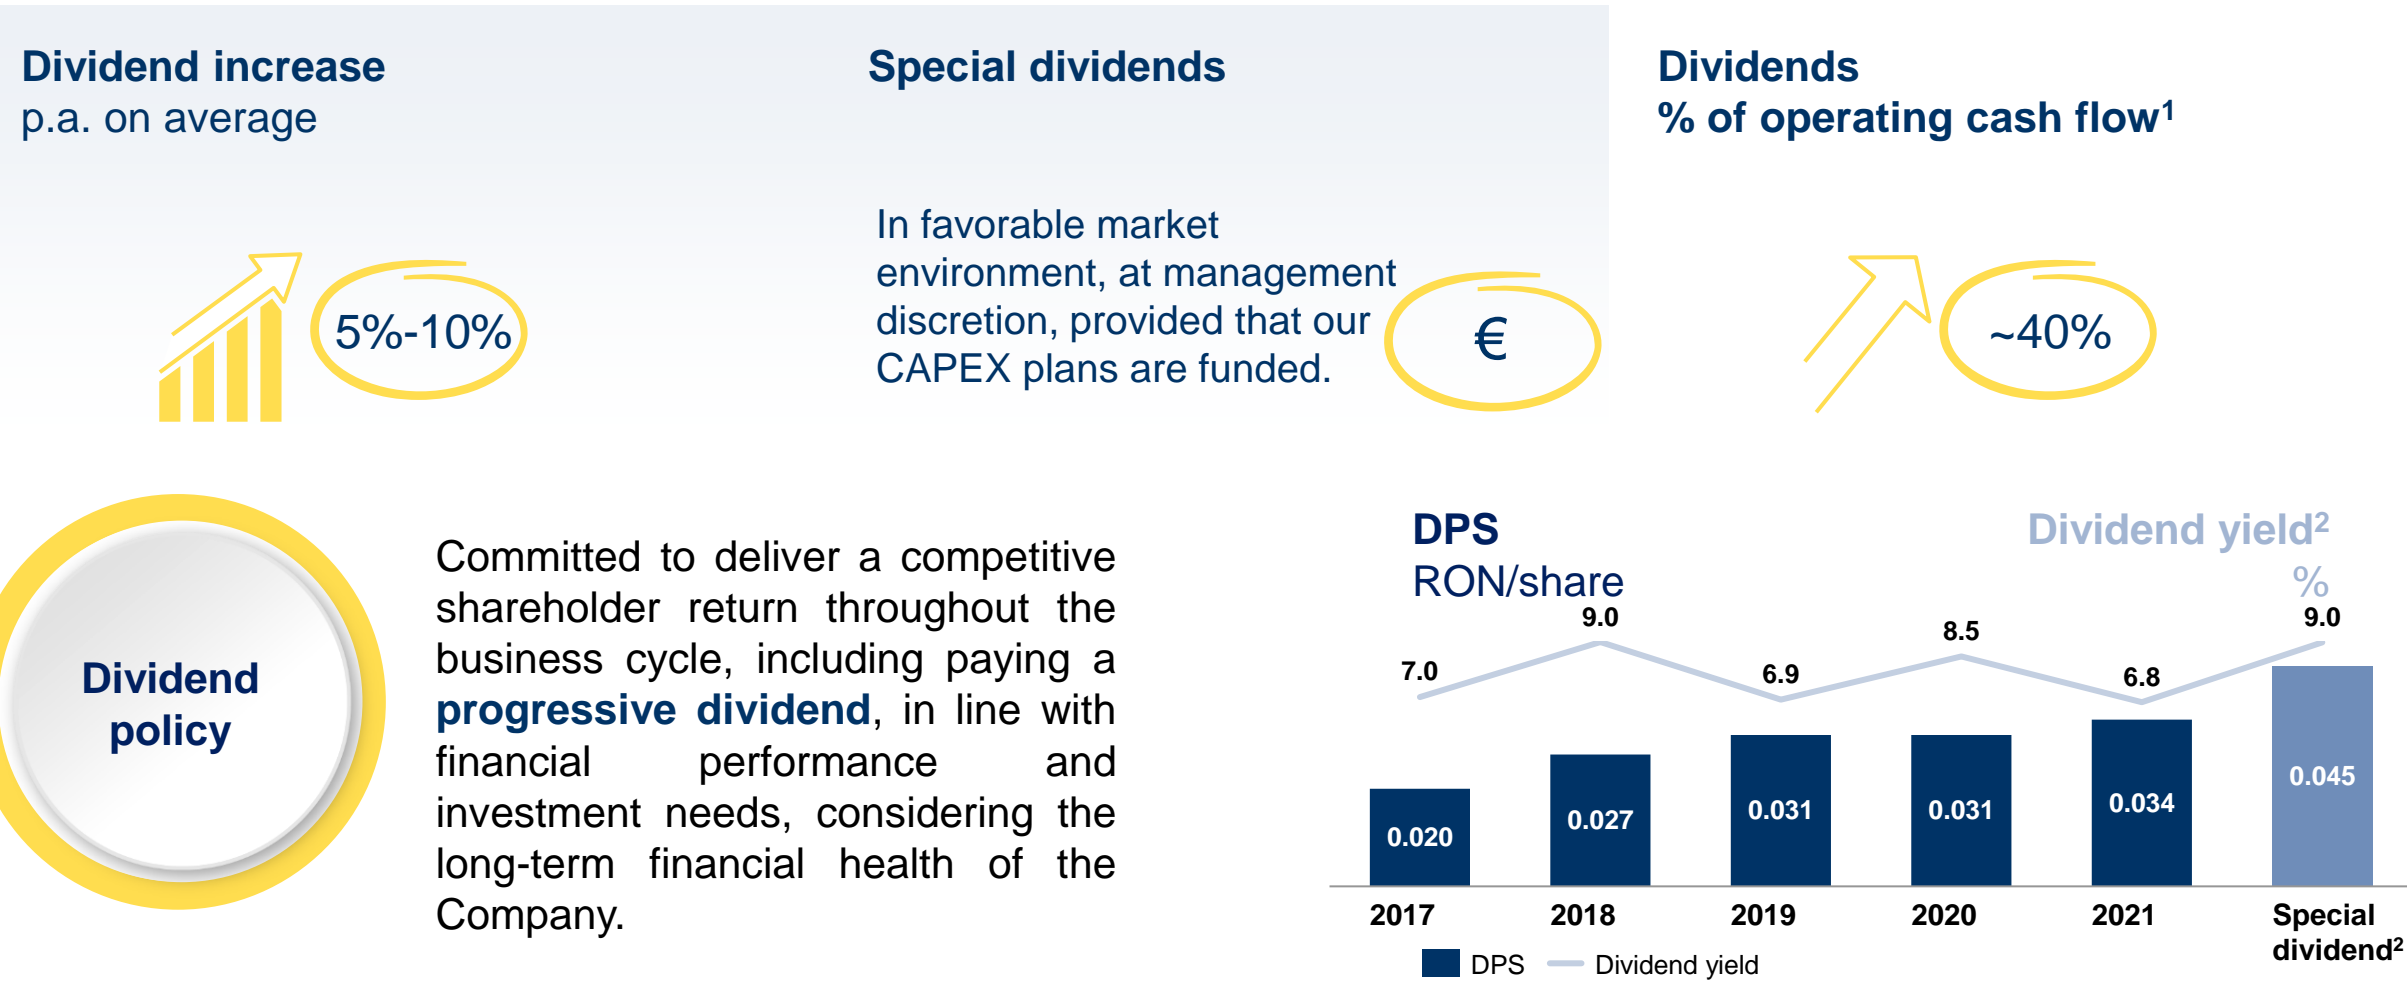 Dividend increase
p.a. on average
Special dividends
In favorable market
environment, at management
discretion, provided that our
CAPEX plans are funded.
€
Dividends
% of operating cash flow¹
5%-10%
~40%
Dividend
policy
Committed to deliver a competitive
shareholder return throughout the
business cycle, including paying a
progressive dividend, in line with
financial performance and
investment needs, considering the
long-term financial health of the
Company.
DPS
RON/share
Dividend yield²
%
7.0
9.0
6.9
8.5
6.8
9.0
0.020
0.027
0.031
0.031
0.034
0.045
2017
2018
2019
2020
2021
Special
dividend²
DPS
Dividend yield